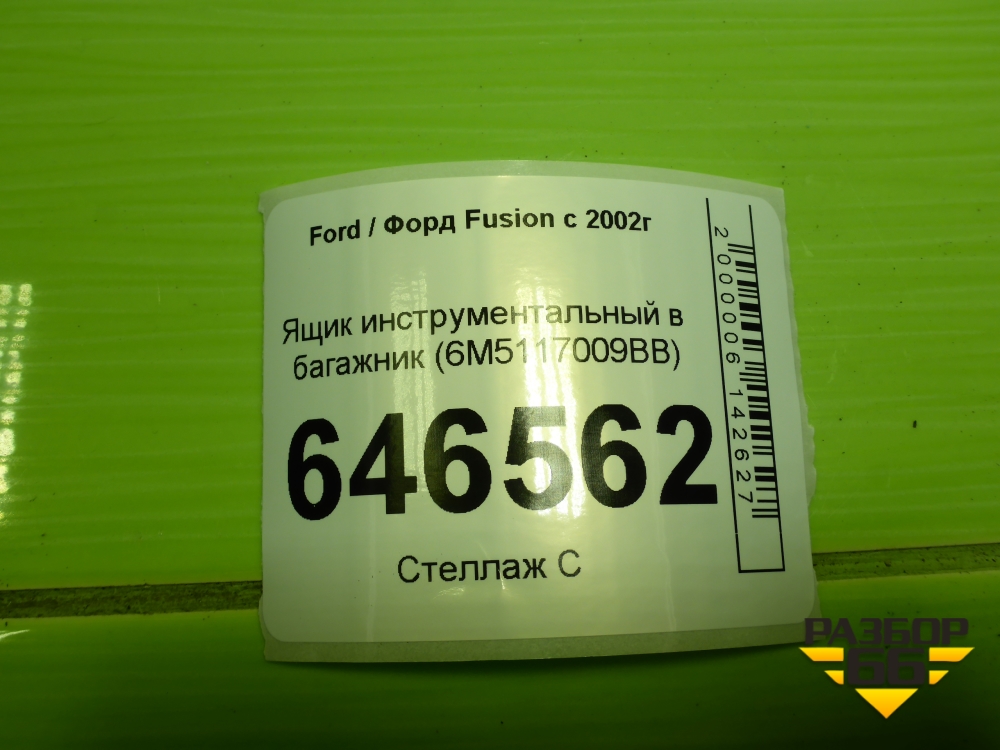 Ford / Форд Fusion с 2002г
Ящик инструментальный в
багажник (6M5117009BB)
646562
Стеллаж С
2000006142627
РАЗБОР
66